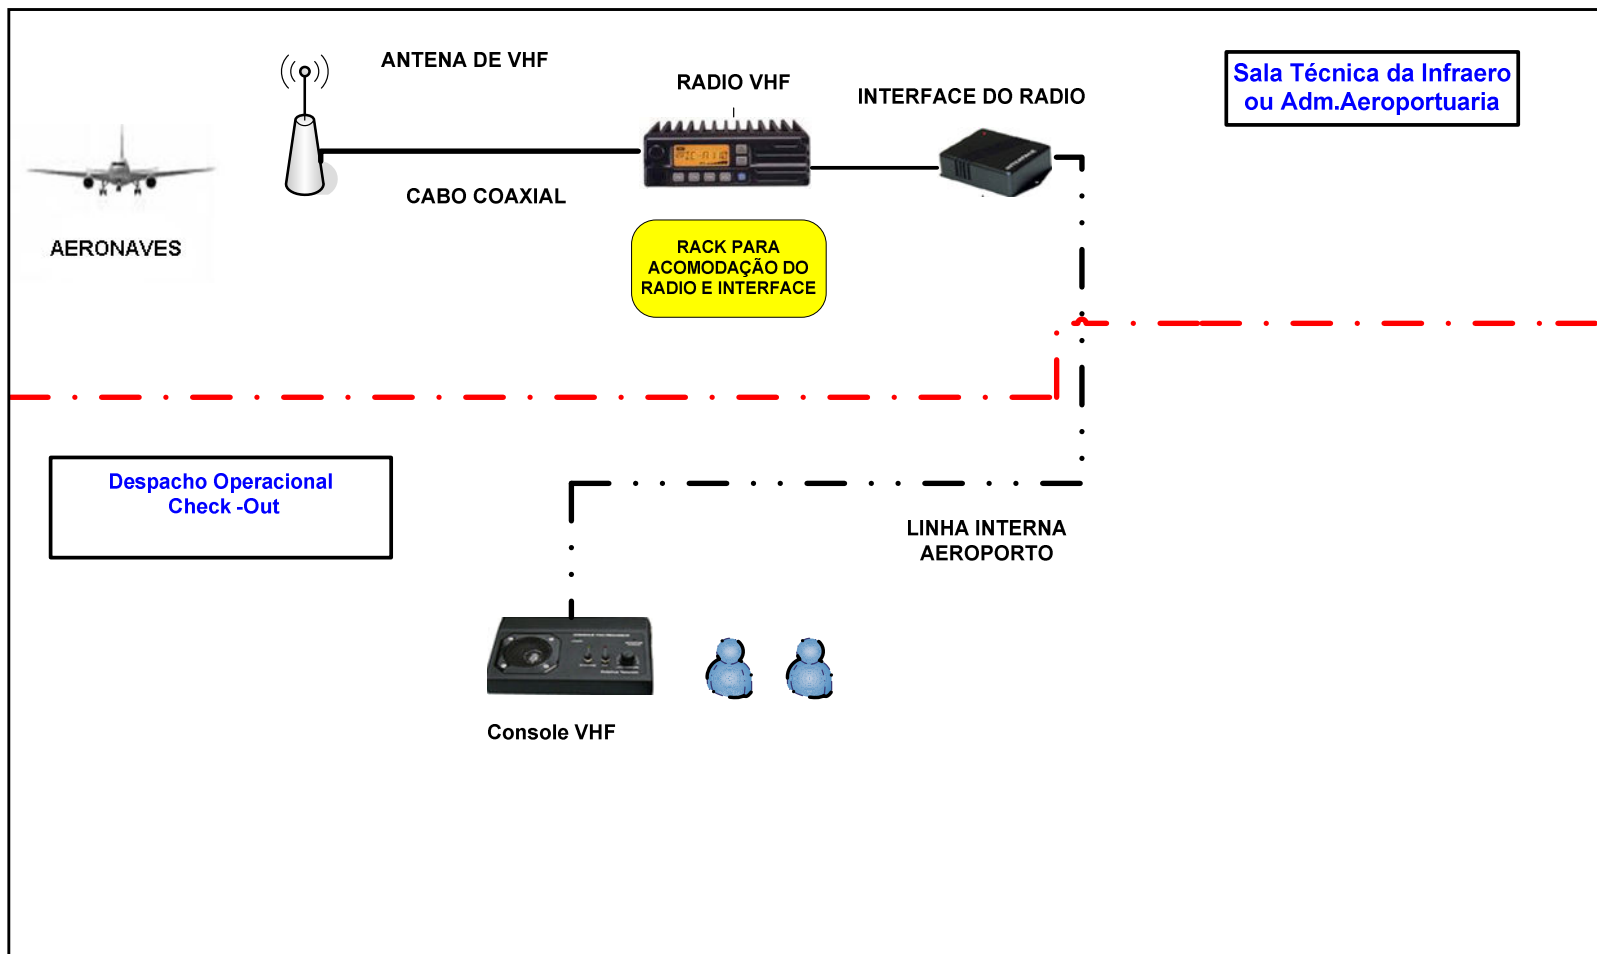 ANTENA DE VHF
RADIO VHF
INTERFACE DO RADIO
Sala Técnica da Infraero
ou Adm.Aeroportuaria
CABO COAXIAL
AERONAVES
RACK PARA
ACOMODAÇÃO DO
RADIO E INTERFACE
Despacho Operacional
Check -Out
LINHA INTERNA
AEROPORTO
Console VHF